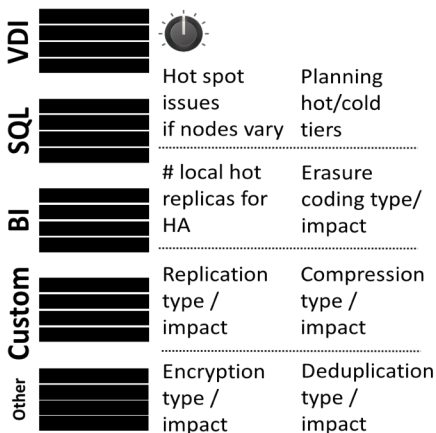 VDI
Hot spot
issues
if nodes vary
Planning
hot/cold
tiers
SQL
# local hot
replicas for
HA
Erasure
coding type/
impact
BI
Replication
type /
impact
Compression
type /
impact
Custom
Encryption
type /
impact
Deduplication
type /
impact
Other